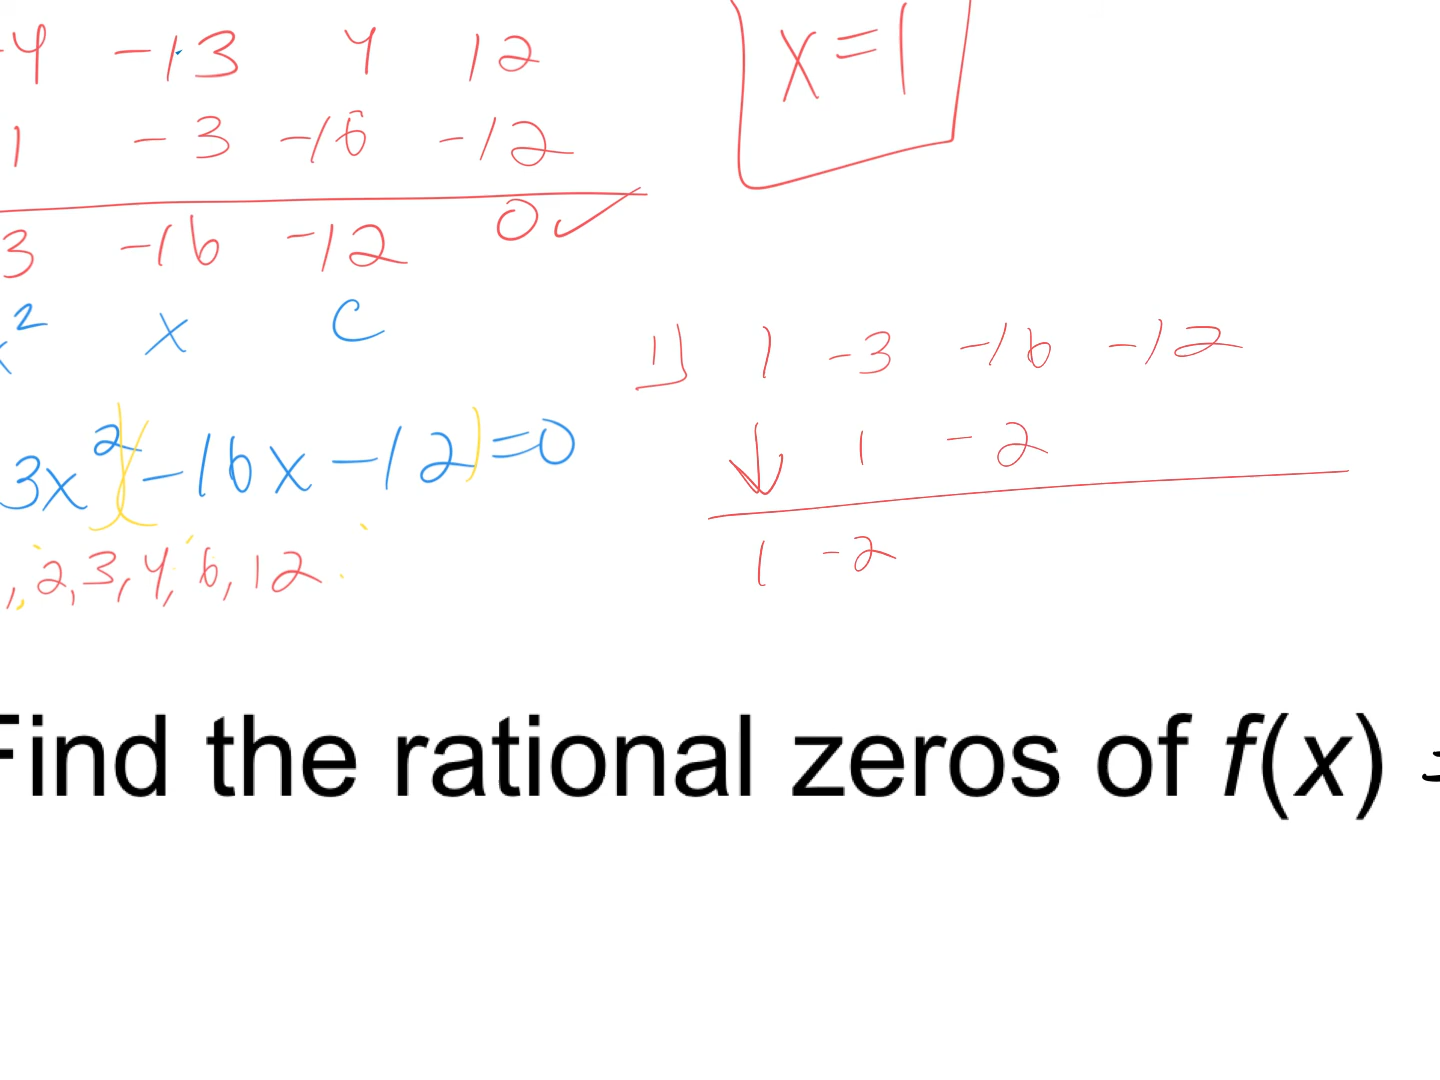 -4 -13 4 12
1 -3 -16 -12
3 -16 -12 0 ✓
x² x c
3x² - 16x - 12) = 0
, 2, 3, 4, 6, 12
x = 1
1) 1 -3 -16 -12
↓ 1 -2
1 -2
Find the rational zeros of f(x) =